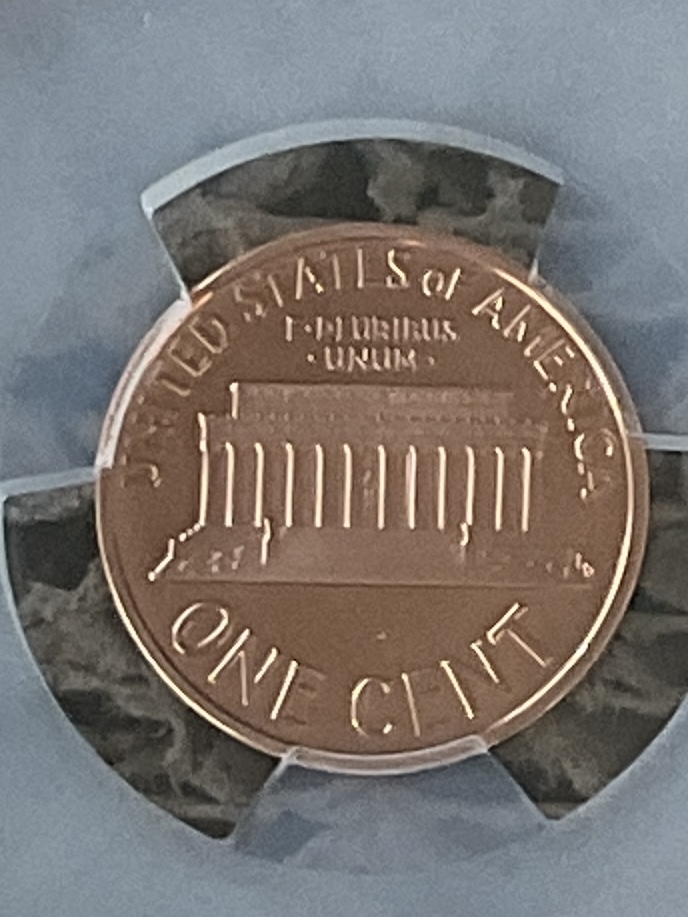 UNITED STATES of AMERICA
E·PLURIBUS
·UNUM·
ONE CENT